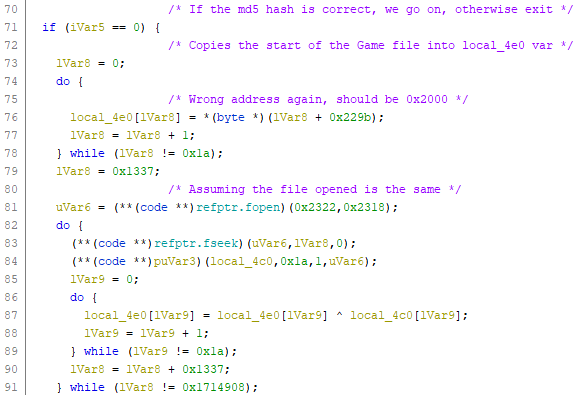 70 /* If the md5 hash is correct, we go on, otherwise exit */
71 if (iVar5 == 0) {
72 /* Copies the start of the Game file into local_4e0 var */
73 lVar8 = 0;
74 do {
75 /* Wrong address again, should be 0x2000 */
76 local_4e0[lVar8] = *(byte *)(lVar8 + 0x229b);
77 lVar8 = lVar8 + 1;
78 } while (lVar8 != 0x1a);
79 lVar8 = 0x1337;
80 /* Assuming the file opened is the same */
81 uVar6 = (**(code **)refptr.fopen)(0x2322,0x2318);
82 do {
83 (**(code **)refptr.fseek)(uVar6,lVar8,0);
84 (**(code **)puVar3)(local_4c0,0x1a,1,uVar6);
85 lVar9 = 0;
86 do {
87 local_4e0[lVar9] = local_4e0[lVar9] ^ local_4c0[lVar9];
88 lVar9 = lVar9 + 1;
89 } while (lVar9 != 0x1a);
90 lVar8 = lVar8 + 0x1337;
91 } while (lVar8 != 0x1714908);